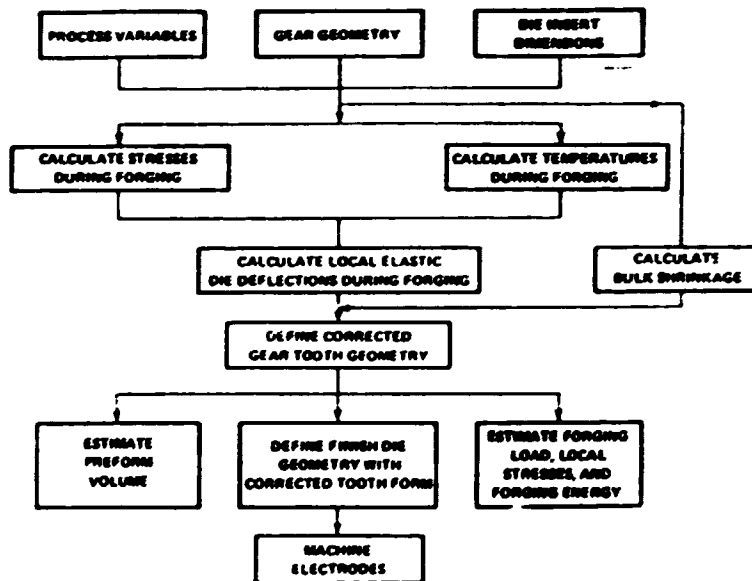 PROCESS VARIABLES
GEAR GEOMETRY
DIE INSERT
DIMENSIONS
CALCULATE STRESSES
DURING FORGING
CALCULATE TEMPERATURES
DURING FORGING
CALCULATE LOCAL ELASTIC
DIE DEFLECTIONS DURING FORGING
CALCULATE
BULK SHRINKAGE
DEFINE CORRECTED
GEAR TOOTH GEOMETRY
ESTIMATE
PREFORM
VOLUME
DEFINE FINISH DIE
GEOMETRY WITH
CORRECTED TOOTH FORM
ESTIMATE FORGING
LOAD, LOCAL
STRESSES, AND
FORGING ENERGY
MACHINE
ELECTRODES